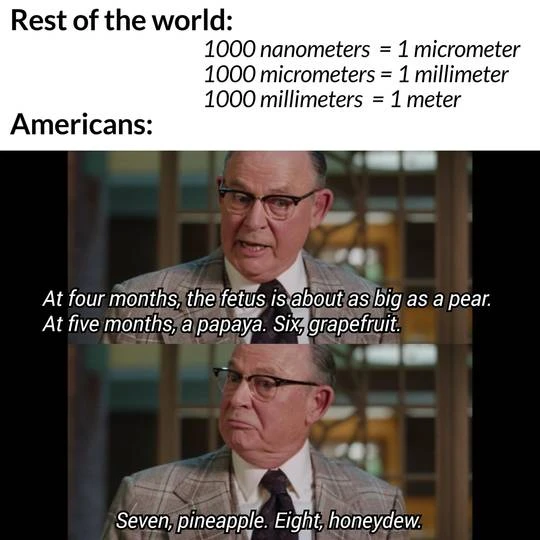 Rest of the world:
1000 nanometers = 1 micrometer
1000 micrometers = 1 millimeter
1000 millimeters = 1 meter
Americans:
At four months, the fetus is about as big as a pear.
At five months, a papaya. Six, grapefruit.
Seven, pineapple. Eight, honeydew.